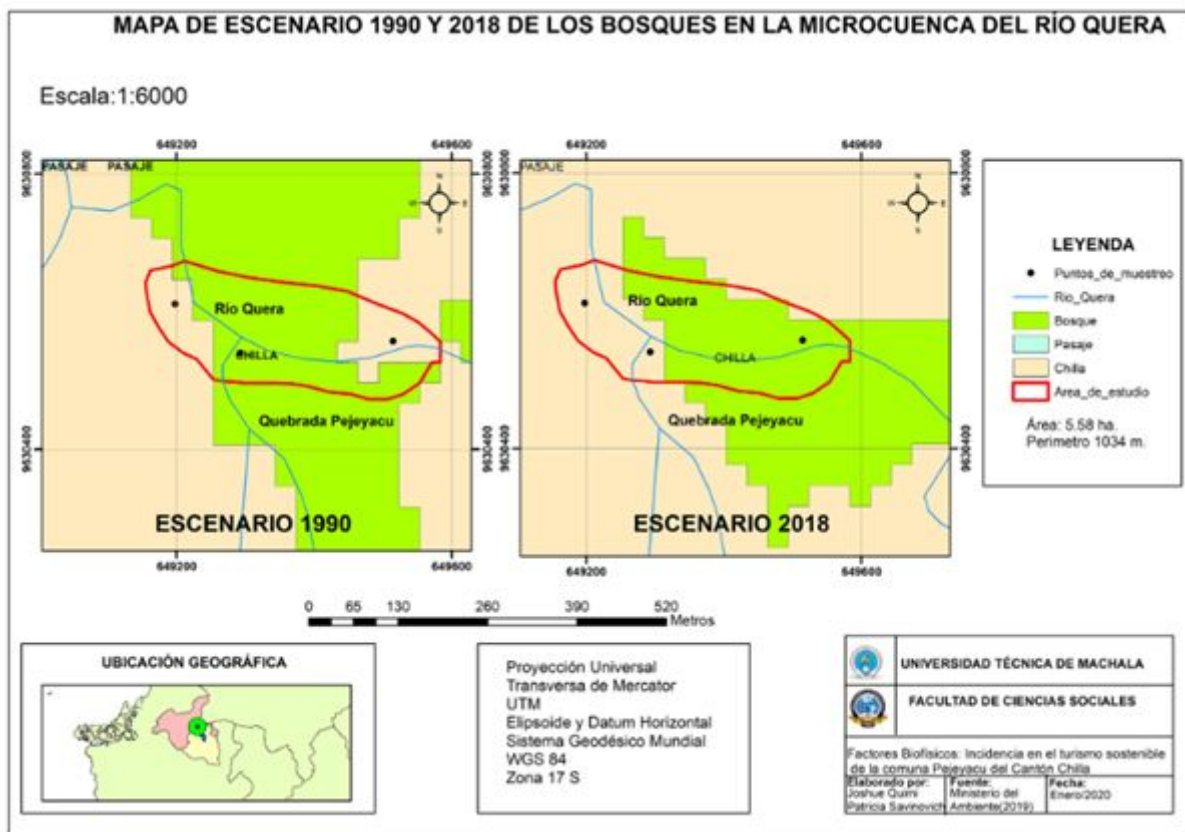 MAPA DE ESCENARIO 1990 Y 2018 DE LOS BOSQUES EN LA MICROCUENCA DEL RÍO QUERA
Escala:1:6000
649200
649600
9630800
9630400
PASAJE
PASAJE
N
E
S
Río Quera
CHILLA
Quebrada Pejeyacu
ESCENARIO 1990
649200
649600
649200
649600
9630400
PASAJE
N
E
S
Río Quera
CHILLA
Quebrada Pejeyacu
ESCENARIO 2018
649200
649600
LEYENDA
Puntos_de_muestreo
Rio_Quera
Bosque
Pasaje
Chilla
Area_de_estudio
Área: 5.58 ha.
Perimetro 1034 m.
0 65 130 260 390 520
Metros
UBICACIÓN GEOGRÁFICA
Proyección Universal
Transversa de Mercator
UTM
Elipsoide y Datum Horizontal
Sistema Geodésico Mundial
WGS 84
Zona 17 S
UNIVERSIDAD TÉCNICA DE MACHALA
FACULTAD DE CIENCIAS SOCIALES
Factores Biofísicos: Incidencia en el turismo sostenible
de la comuna Pejeyacu del Cantón Chilla
Elaborado por:
Joshue Quimi
Patricia Savinovich
Fuente:
Ministerio del
Ambiente(2019)
Fecha:
Enero/2020